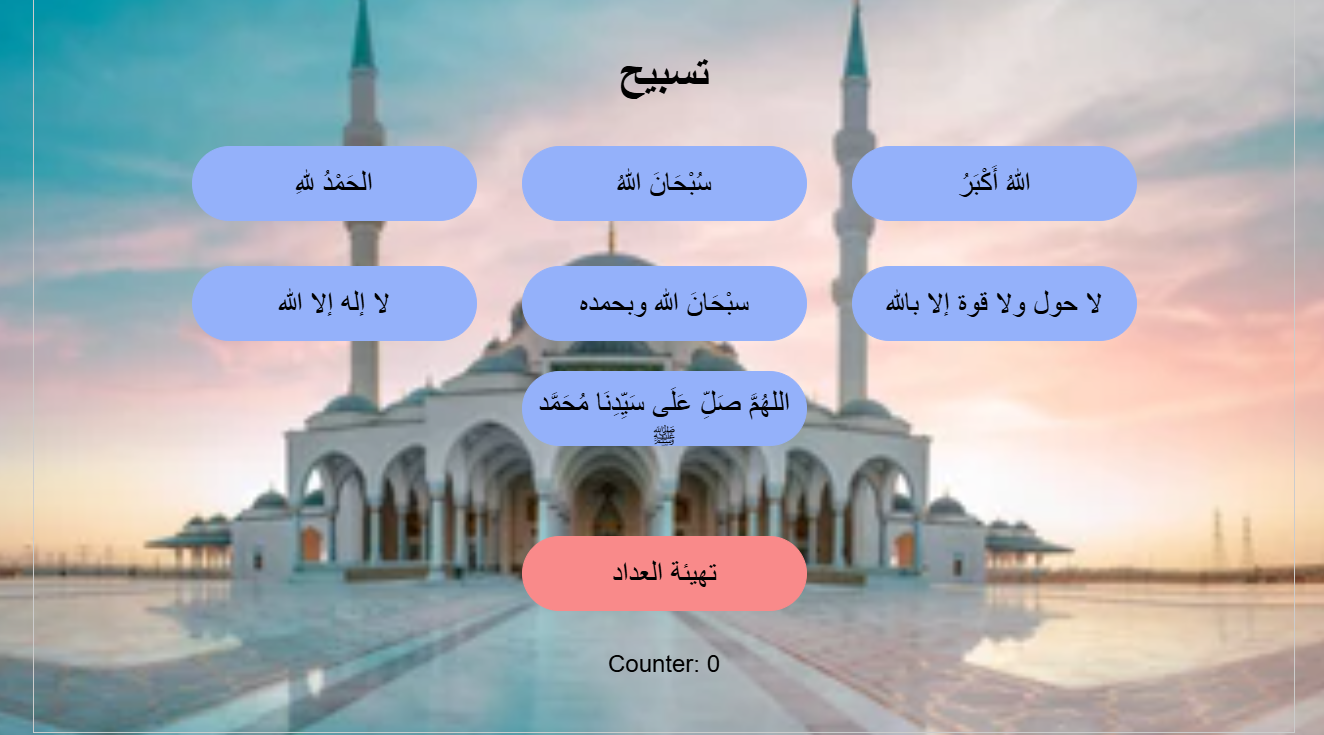 تسبيح
اللهُ أَكْبَرُ
سُبْحَانَ اللهُ
الحَمْدُ للهِ
لا حول ولا قوة إلا بالله
سبْحَانَ الله وبحمده
لا إله إلا الله
اللهُمَّ صَلِّ عَلَى سَيِّدِنَا مُحَمَّد
ﷺ
تهيئة العداد
Counter: 0